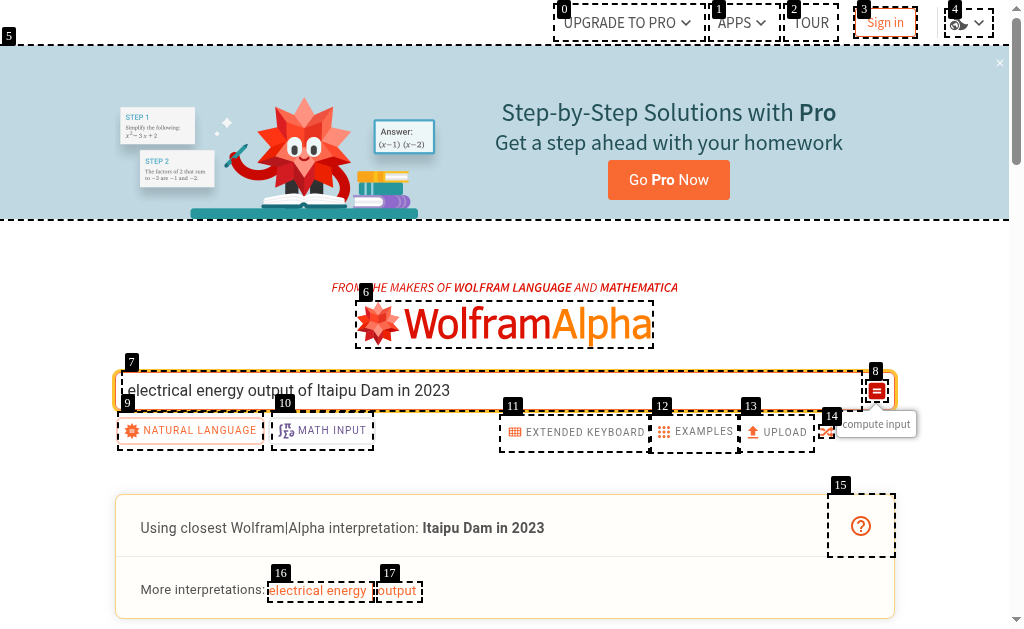 0 UPGRADE TO PRO 1 APPS 2 TOUR 3 Sign in 4
5
STEP 1
Simplify the following:
x²−3x+2
STEP 2
The factors of 2 that sum
to −3 are −1 and −2.
Answer:
(x−1) (x−2)
Step-by-Step Solutions with Pro
Get a step ahead with your homework
Go Pro Now
×
FROM THE MAKERS OF WOLFRAM LANGUAGE AND MATHEMATICA
6
WolframAlpha
7 8
electrical energy output of Itaipu Dam in 2023 =
9 NATURAL LANGUAGE 10 MATH INPUT 11 EXTENDED KEYBOARD 12 EXAMPLES 13 UPLOAD 14
compute input
15
Using closest Wolfram|Alpha interpretation: Itaipu Dam in 2023 ?
16 17
More interpretations: electrical energy output